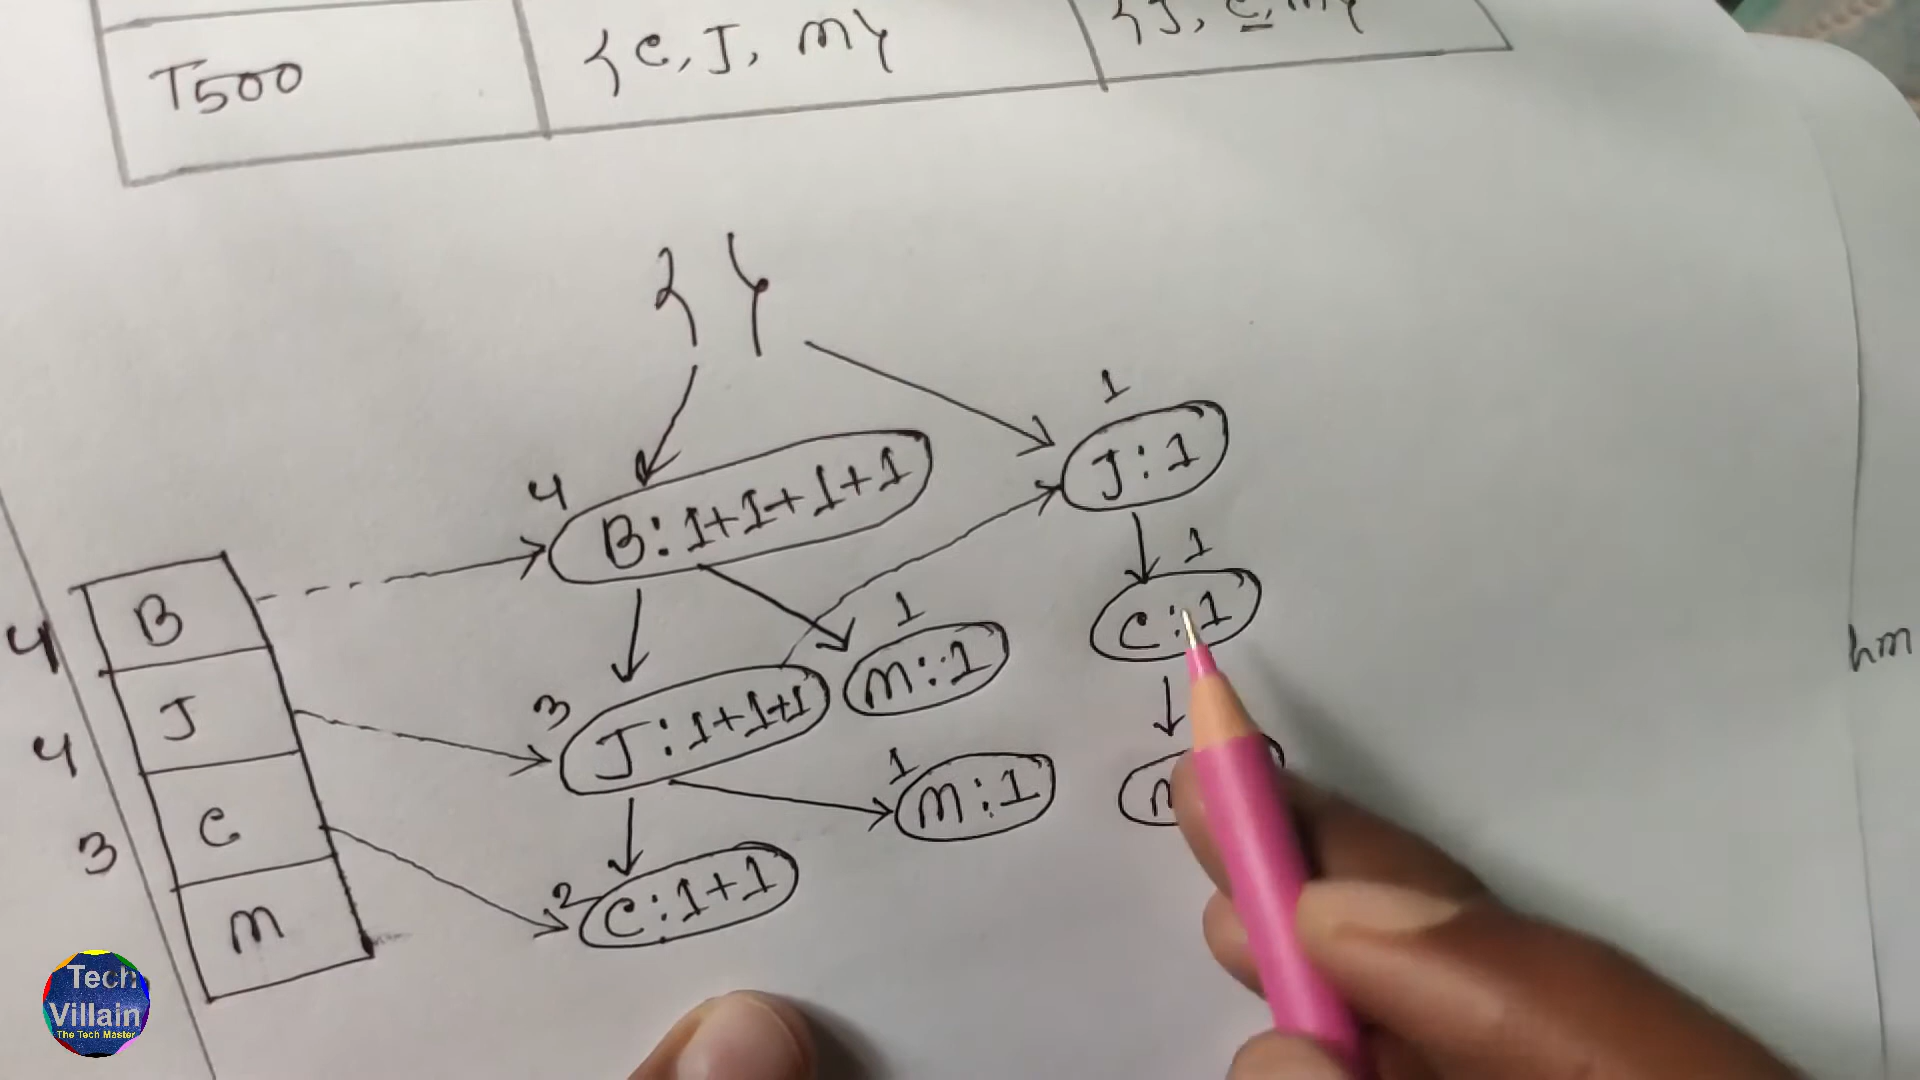 T500 {C, J, M} {J, C, M}
{ }
1
4 B:1+1+1+1 J:1
1
4 B 1 C:1
3 J:1+1+1 M:1
4 J 1 M:1
3 C 2 C:1+1
M
hm
Tech
Villain
The Tech Master